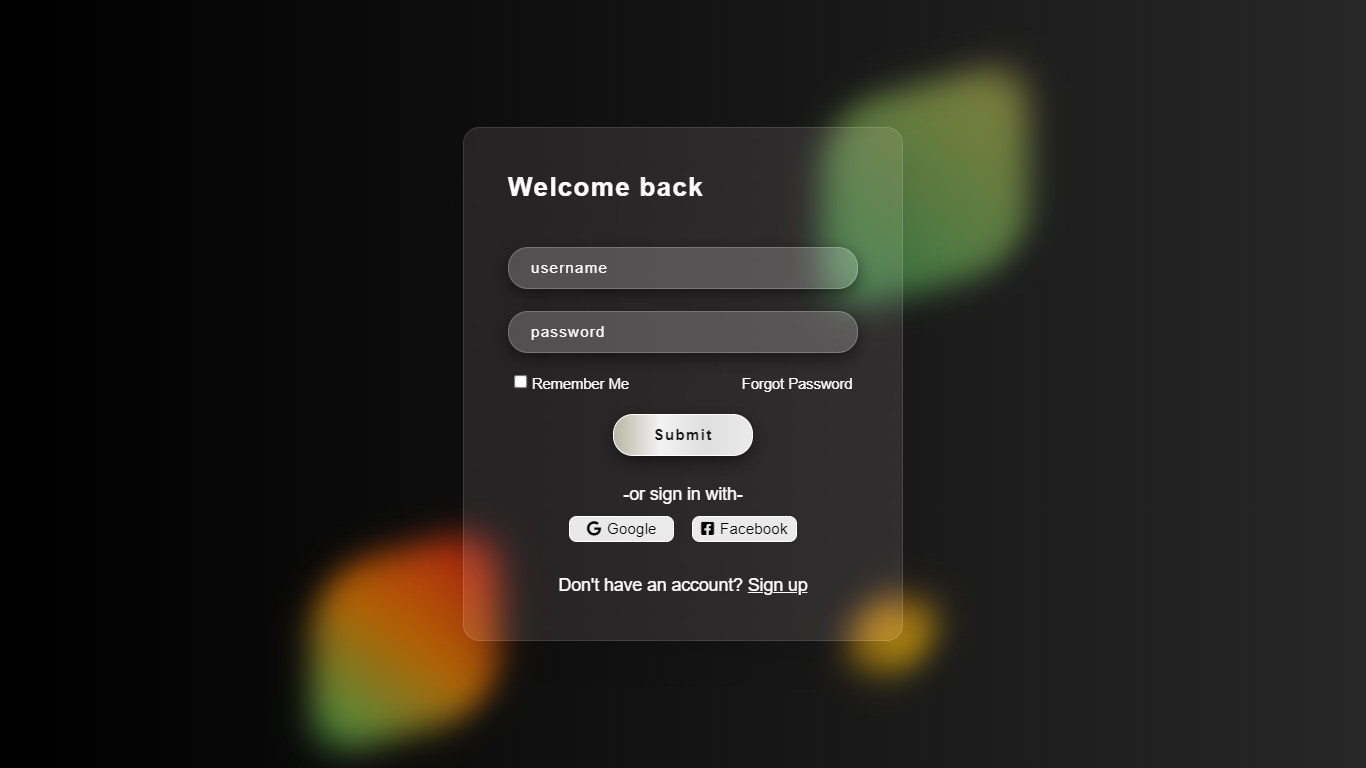 Welcome back
username
password
Remember Me Forgot Password
Submit
-or sign in with-
Google Facebook
Don't have an account? Sign up